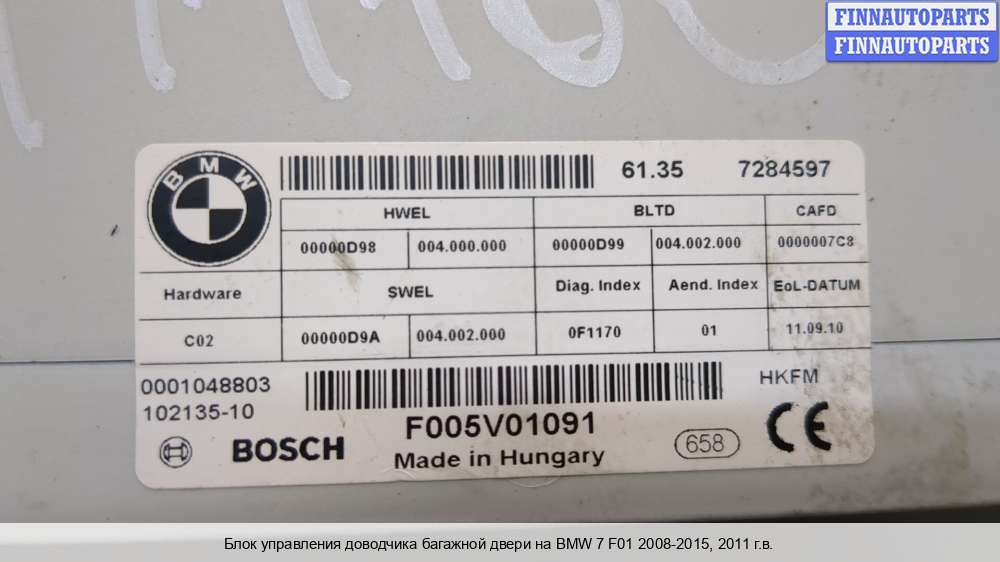 FINNAUTOPARTS
FINNAUTOPARTS
BMW
61.35 7284597
HWEL BLTD CAFD
00000D98 004.000.000 00000D99 004.002.000 0000007C8
Hardware SWEL Diag. Index Aend. Index EoL-DATUM
C02 00000D9A 004.002.000 0F1170 01 11.09.10
0001048803 HKFM
102135-10 F005V01091
BOSCH Made in Hungary 658 CE
Блок управления доводчика багажной двери на BMW 7 F01 2008-2015, 2011 г.в.